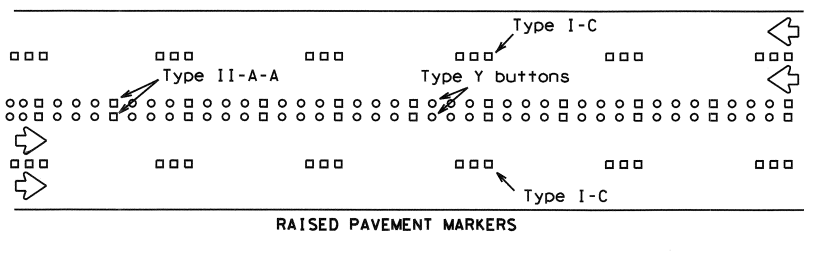 Type I-C
Type II-A-A
Type Y buttons
Type I-C
RAISED PAVEMENT MARKERS